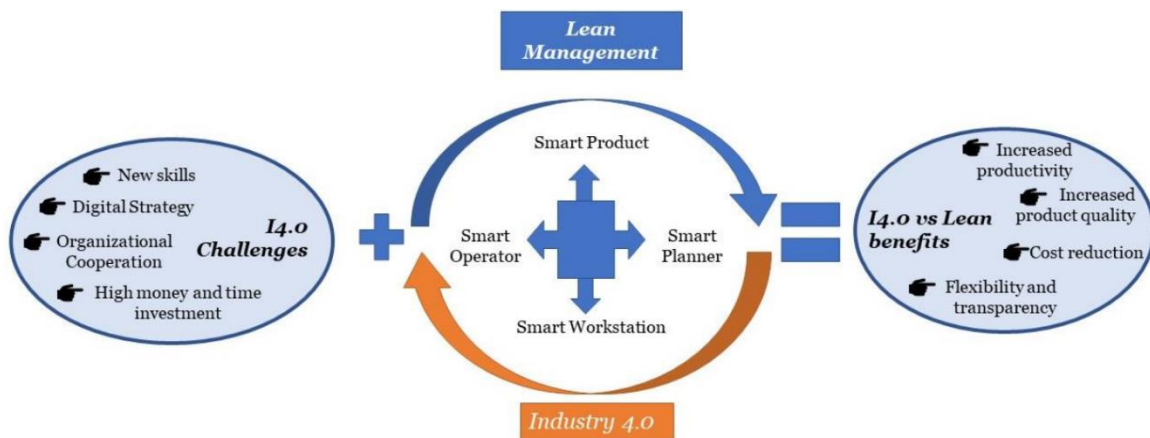 Lean
Management
New skills
Digital Strategy
Organizational
Cooperation
High money and time
investment
I4.0
Challenges
Smart Product
Smart
Operator
Smart
Planner
Smart Workstation
Increased
productivity
Increased
product quality
I4.0 vs Lean
benefits
Cost reduction
Flexibility and
transparency
Industry 4.0